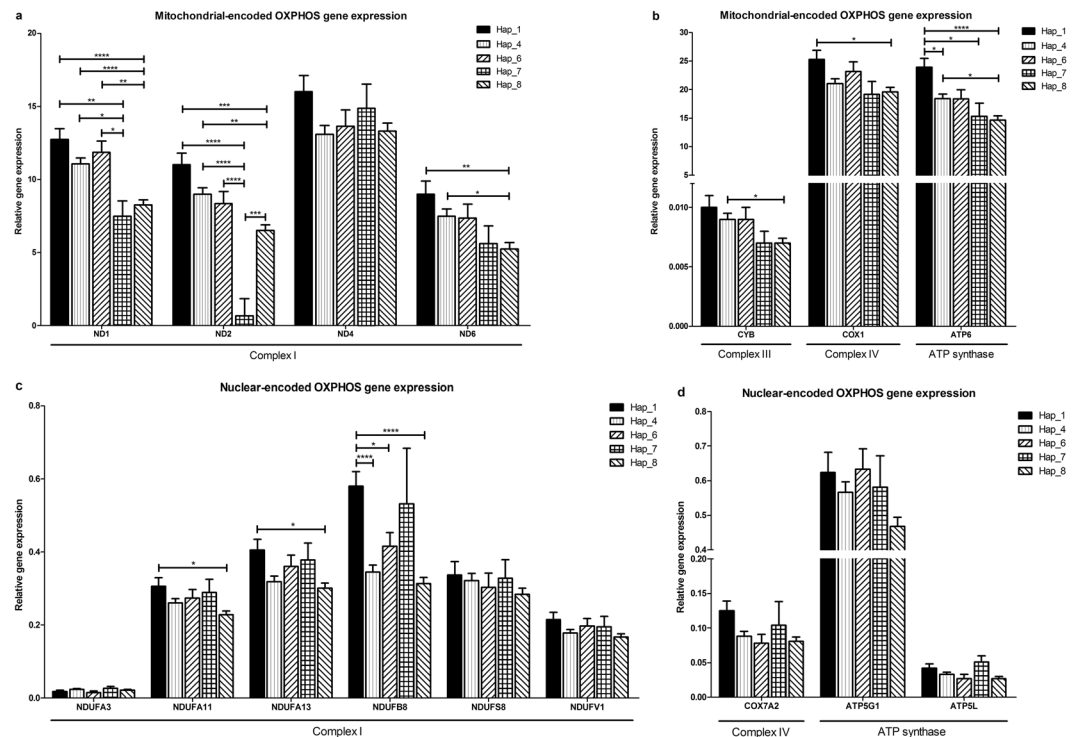 a
Mitochondrial-encoded OXPHOS gene expression
Relative gene expression
20
15
10
5
0
Hap_1
Hap_4
Hap_6
Hap_7
Hap_8
****
****
**
**
*
*
***
**
****
****
****
***
**
*
ND1 ND2 ND4 ND6
Complex I
b
Mitochondrial-encoded OXPHOS gene expression
Relative gene expression
30
25
20
15
10
5
0.010
0.005
0.000
Hap_1
Hap_4
Hap_6
Hap_7
Hap_8
*
*
****
*
*
*
CYB COX1 ATP6
Complex III Complex IV ATP synthase
c
Nuclear-encoded OXPHOS gene expression
Relative gene expression
0.8
0.6
0.4
0.2
0.0
Hap_1
Hap_4
Hap_6
Hap_7
Hap_8
*
*
****
*
****
NDUFA3 NDUFA11 NDUFA13 NDUFB8 NDUFS8 NDUFV1
Complex I
d
Nuclear-encoded OXPHOS gene expression
Relative gene expression
0.8
0.7
0.6
0.5
0.4
0.20
0.15
0.10
0.05
0.00
Hap_1
Hap_4
Hap_6
Hap_7
Hap_8
COX7A2 ATP5G1 ATP5L
Complex IV ATP synthase